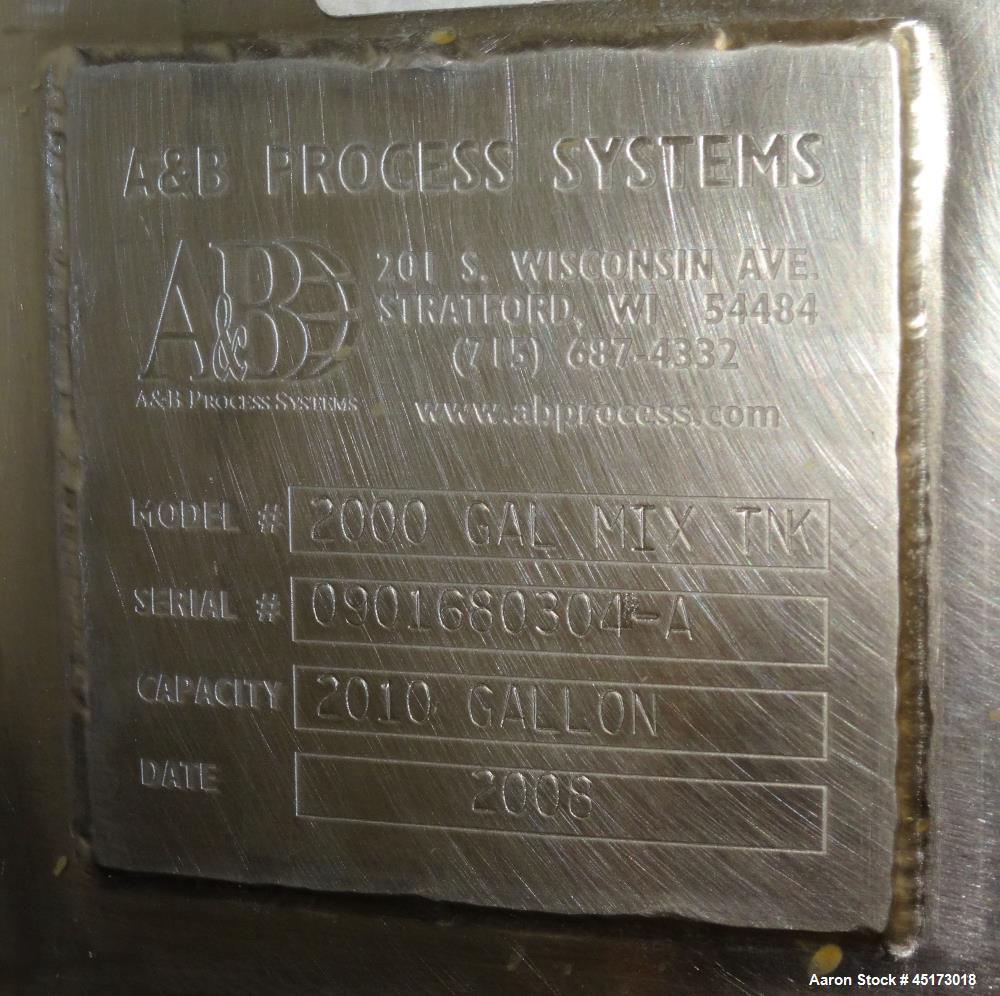 A&B PROCESS SYSTEMS
A&B
A&B PROCESS SYSTEMS
201 S. WISCONSIN AVE.
STRATFORD, WI 54484
(715) 687-4332
www.abprocess.com
MODEL # 2000 GAL MIX TNK
SERIAL # 0901680304-A
CAPACITY 2010 GALLON
DATE 2008
Aaron Stock # 45173018